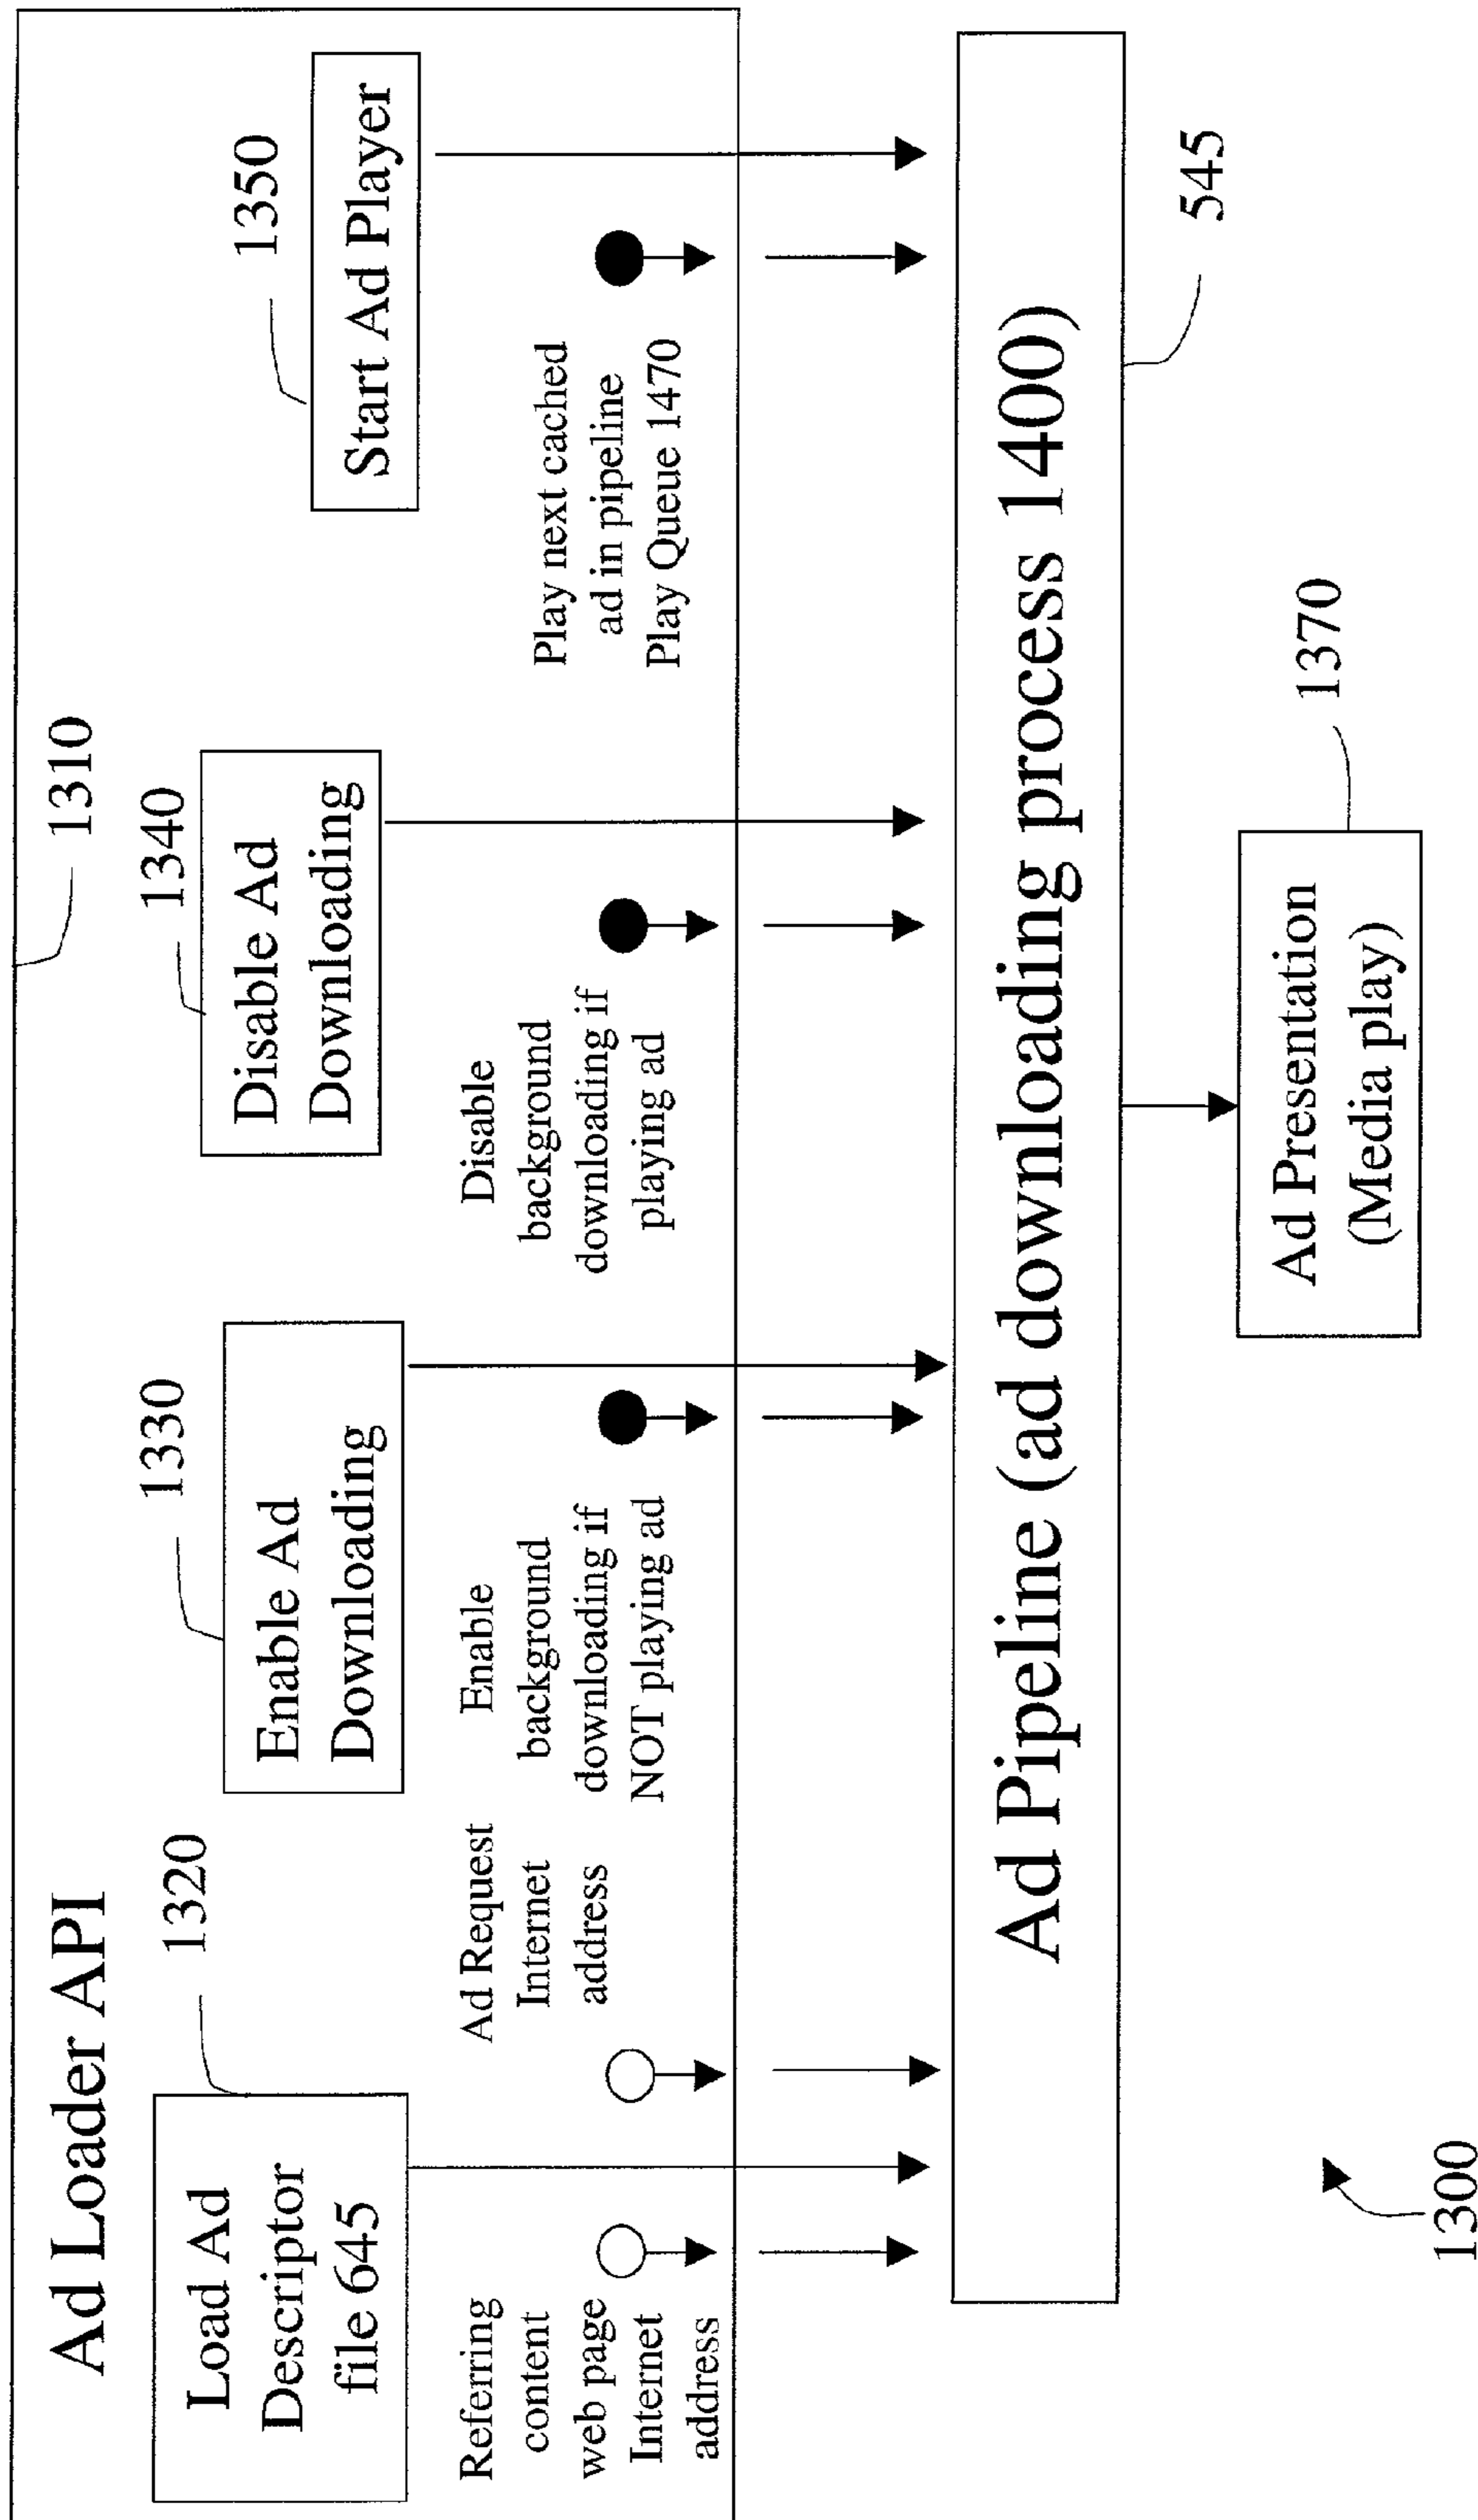 Ad Loader API
1310
1320
Load Ad
Descriptor
file 645
1330
Enable Ad
Downloading
1340
Disable Ad
Downloading
1350
Start Ad Player
Referring
content
web page
Internet
address
Ad Request
Internet
address
Enable
background
downloading if
NOT playing ad
Disable
background
downloading if
playing ad
Play next cached
ad in pipeline
Play Queue 1470
Ad Pipeline (ad downloading process 1400)
545
Ad Presentation
(Media play)
1370
1300